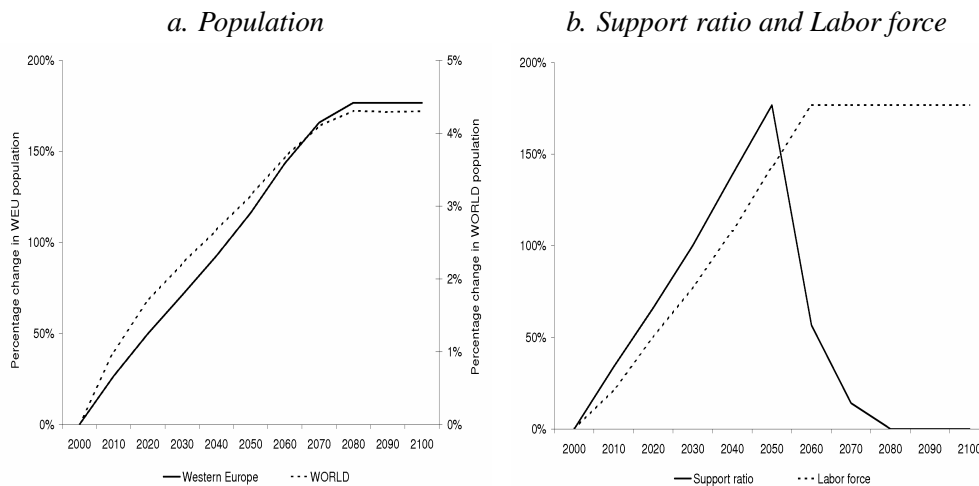 a. Population
200%
150%
100%
50%
0%
5%
4%
3%
2%
1%
0%
Percentage change in WEU population
Percentage change in WORLD population
2000 2010 2020 2030 2040 2050 2060 2070 2080 2090 2100
Western Europe WORLD
b. Support ratio and Labor force
200%
150%
100%
50%
0%
2000 2010 2020 2030 2040 2050 2060 2070 2080 2090 2100
Support ratio Labor force